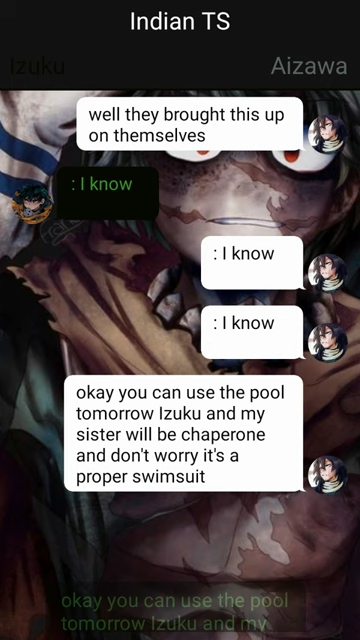 Indian TS
Izuku
Aizawa
well they brought this up
on themselves
: I know
: I know
: I know
okay you can use the pool
tomorrow Izuku and my
sister will be chaperone
and don't worry it's a
proper swimsuit
okay you can use the pool
tomorrow Izuku and my